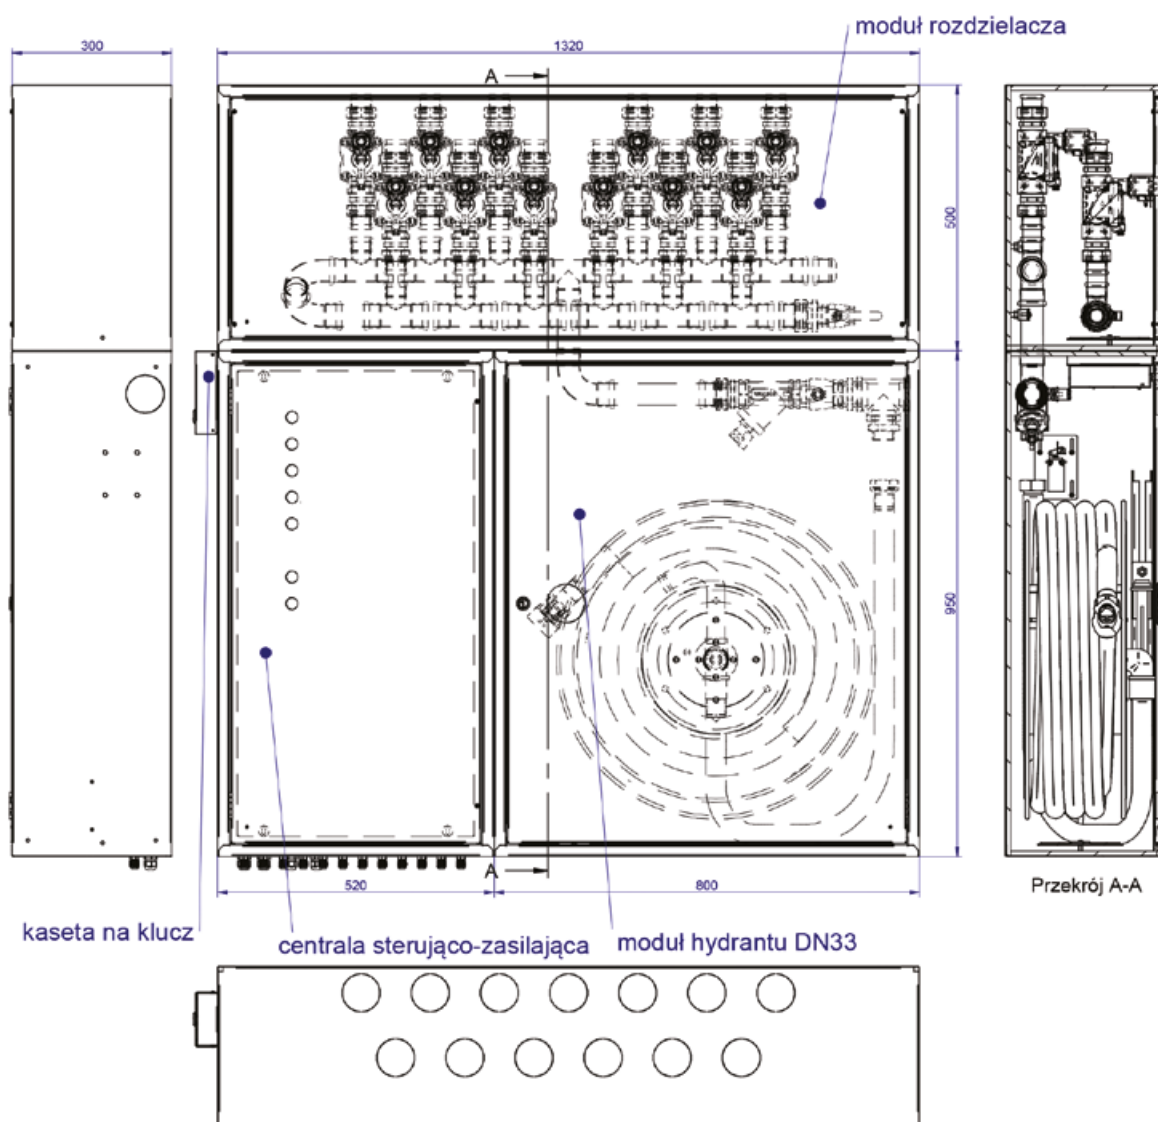 moduł rozdzielacza
300
1320
A
500
950
A
520
800
Przekrój A-A
kaseta na klucz
centrala sterująco-zasilająca
moduł hydrantu DN33